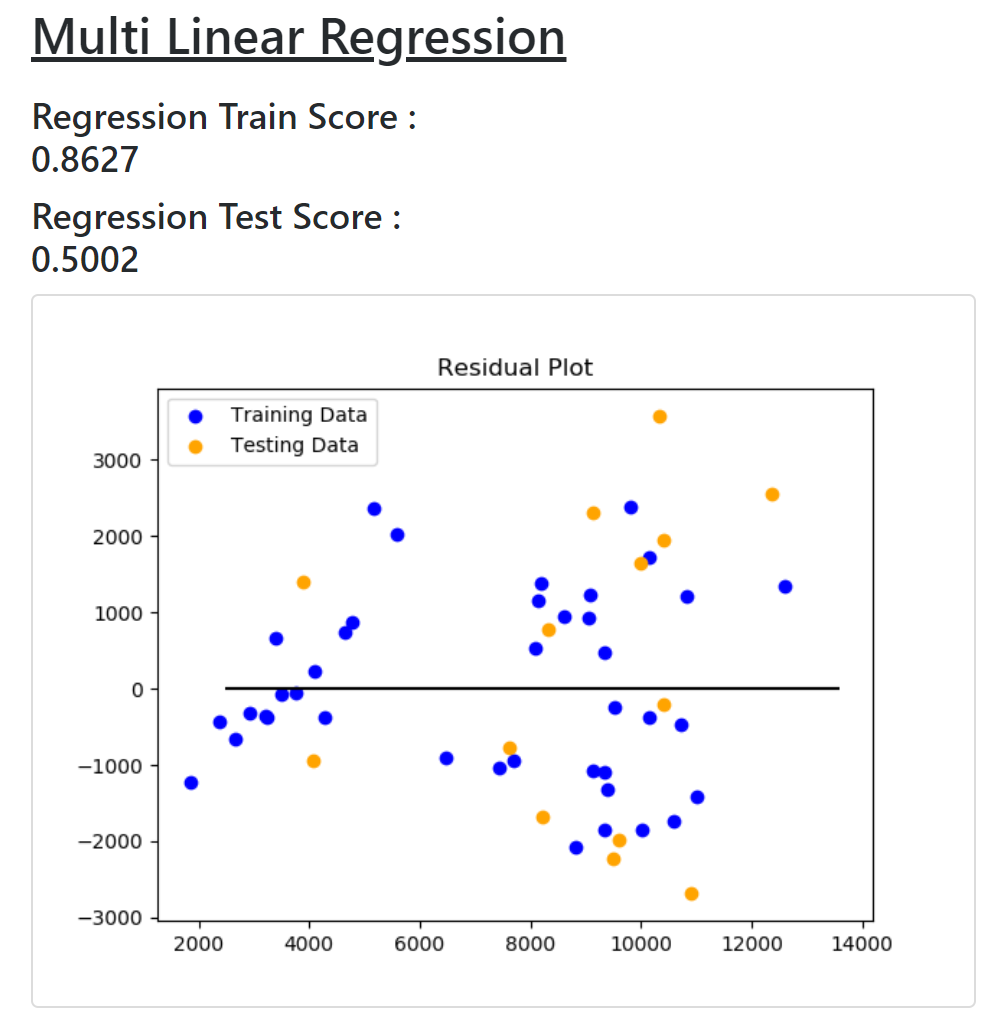 Multi Linear Regression
Regression Train Score :
0.8627
Regression Test Score :
0.5002
Residual Plot
Training Data
Testing Data
3000
2000
1000
0
−1000
−2000
−3000
2000 4000 6000 8000 10000 12000 14000